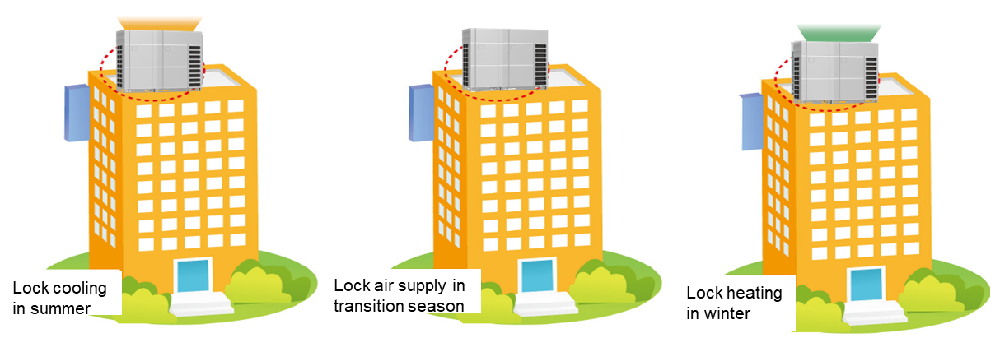 Lock cooling
in summer
Lock air supply in
transition season
Lock heating
in winter